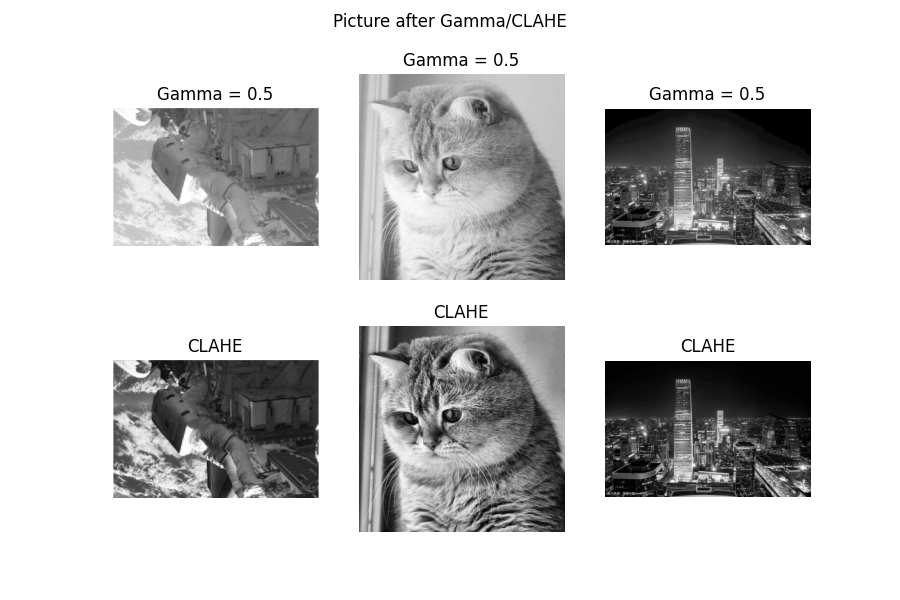 Picture after Gamma/CLAHE
Gamma = 0.5
Gamma = 0.5
Gamma = 0.5
CLAHE
CLAHE
CLAHE